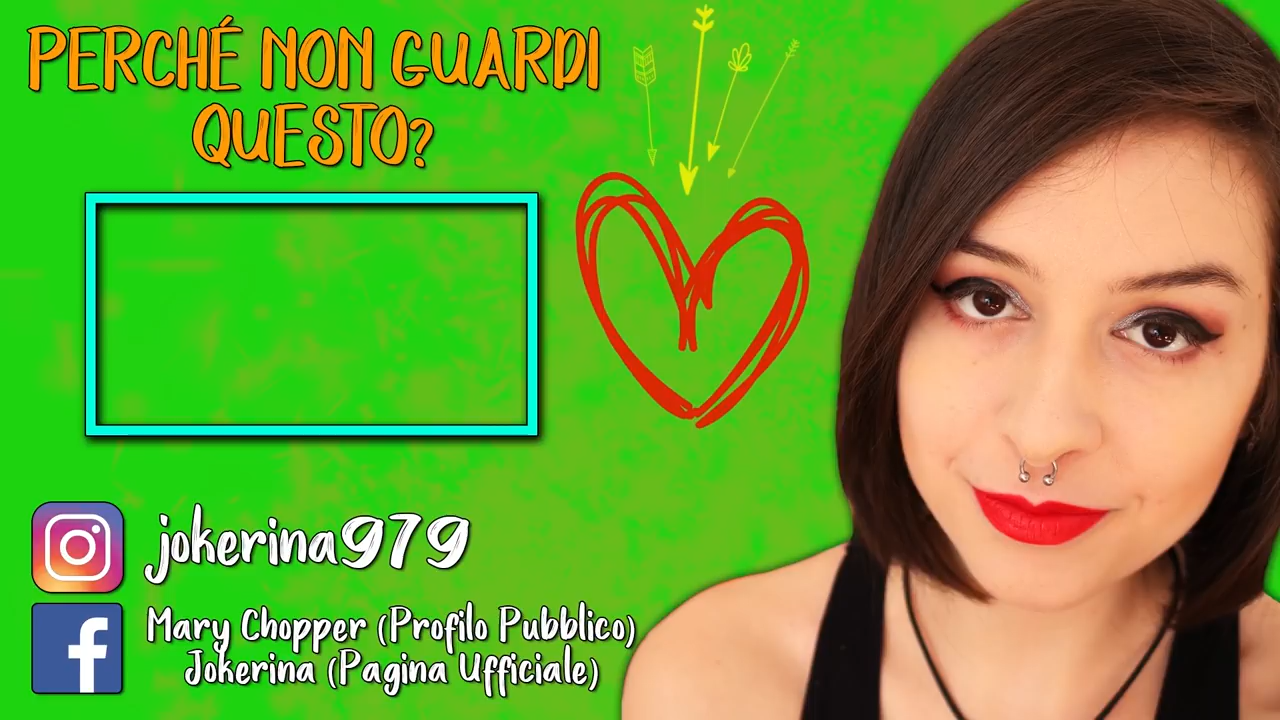 PERCHÉ NON GUARDI
QUESTO?
jokerina979
Mary Chopper (Profilo Pubblico)
Jokerina (Pagina Ufficiale)